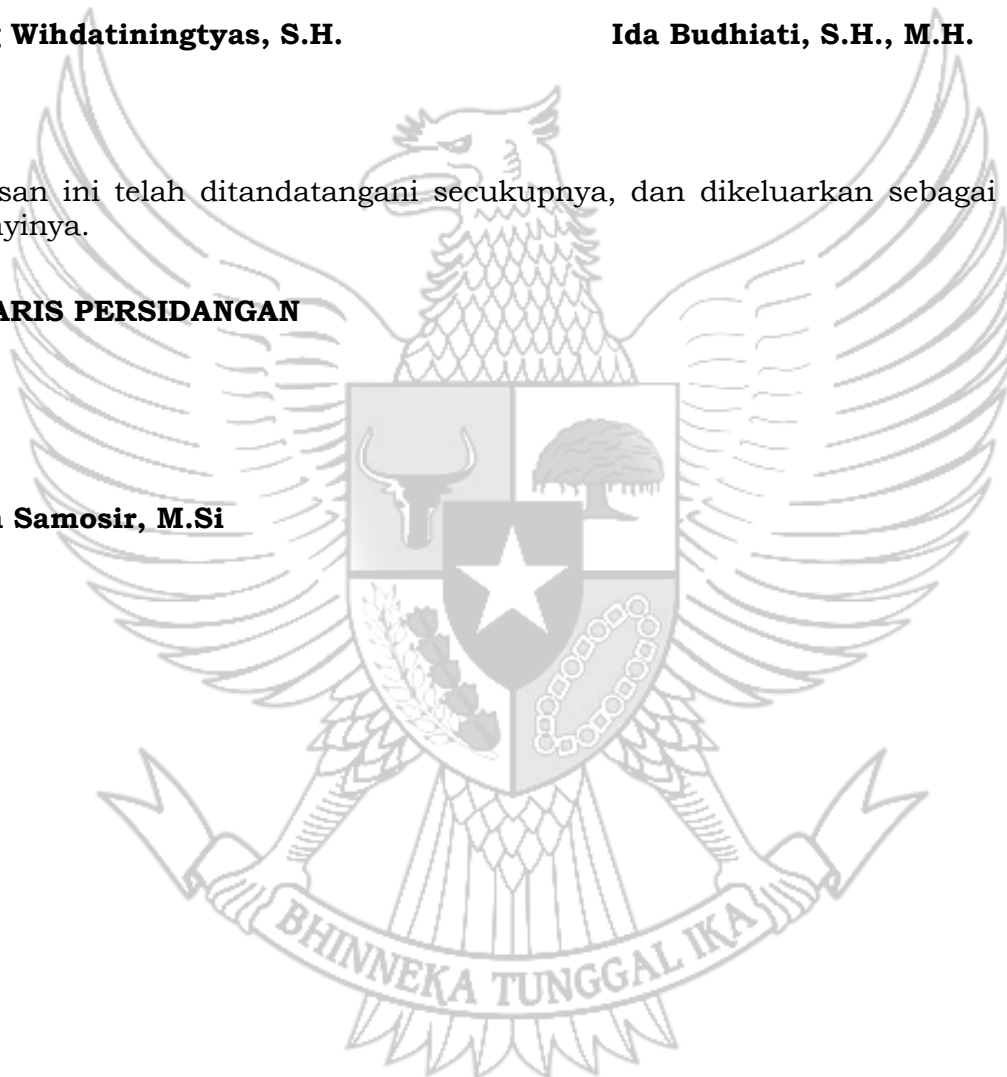 Wihdatiningtyas, S.H. Ida Budhiati, S.H., M.H.
san ini telah ditandatangani secukupnya, dan dikeluarkan sebagai
yinya.
ARIS PERSIDANGAN
Samosir, M.Si
BHINNEKA TUNGGAL IKA